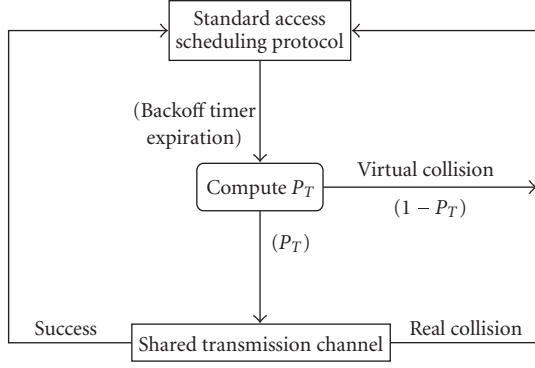 Standard access
scheduling protocol
(Backoff timer
expiration)
Compute P_T
Virtual collision
(1 − P_T)
(P_T)
Success
Shared transmission channel
Real collision